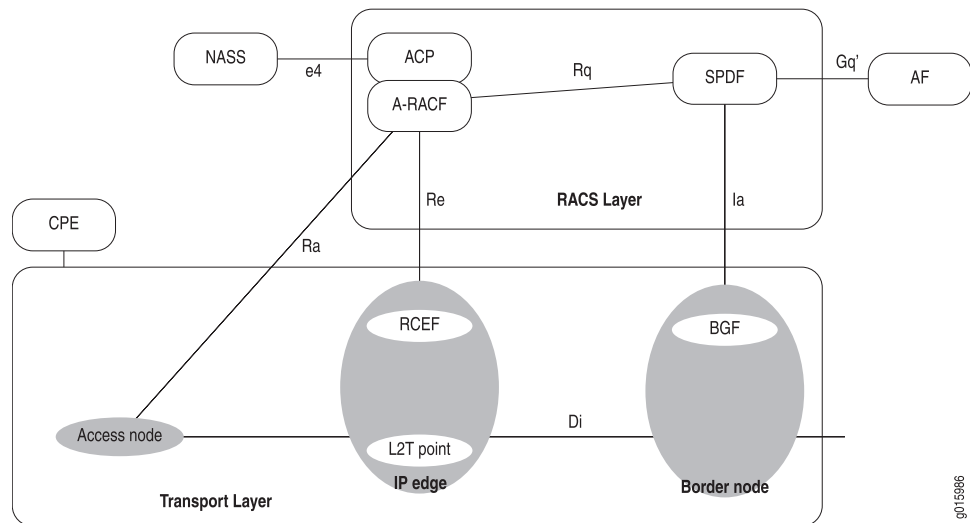 NASS
e4
ACP
A-RACF
Rq
SPDF
Gq’
AF
Re
RACS Layer
Ia
CPE
Ra
RCEF
BGF
Access node
L2T point
Di
IP edge
Border node
Transport Layer
g015986